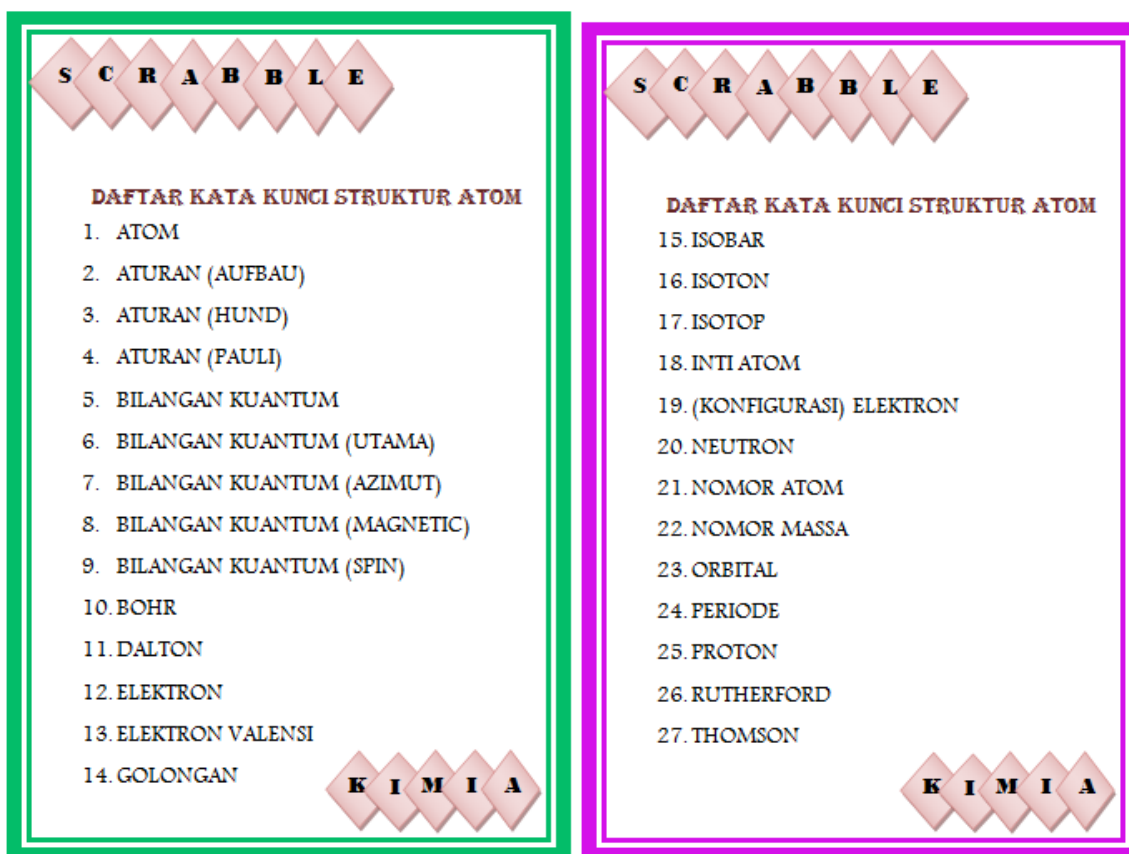 SCRABBLE
DAFTAR KATA KUNCI STRUKTUR ATOM
1. ATOM
2. ATURAN (AUFBAU)
3. ATURAN (HUND)
4. ATURAN (PAULI)
5. BILANGAN KUANTUM
6. BILANGAN KUANTUM (UTAMA)
7. BILANGAN KUANTUM (AZIMUT)
8. BILANGAN KUANTUM (MAGNETIC)
9. BILANGAN KUANTUM (SPIN)
10. BOHR
11. DALTON
12. ELEKTRON
13. ELEKTRON VALENSI
14. GOLONGAN
KIMIA
SCRABBLE
DAFTAR KATA KUNCI STRUKTUR ATOM
15. ISOBAR
16. ISOTON
17. ISOTOP
18. INTI ATOM
19. (KONFIGURASI) ELEKTRON
20. NEUTRON
21. NOMOR ATOM
22. NOMOR MASSA
23. ORBITAL
24. PERIODE
25. PROTON
26. RUTHERFORD
27. THOMSON
KIMIA